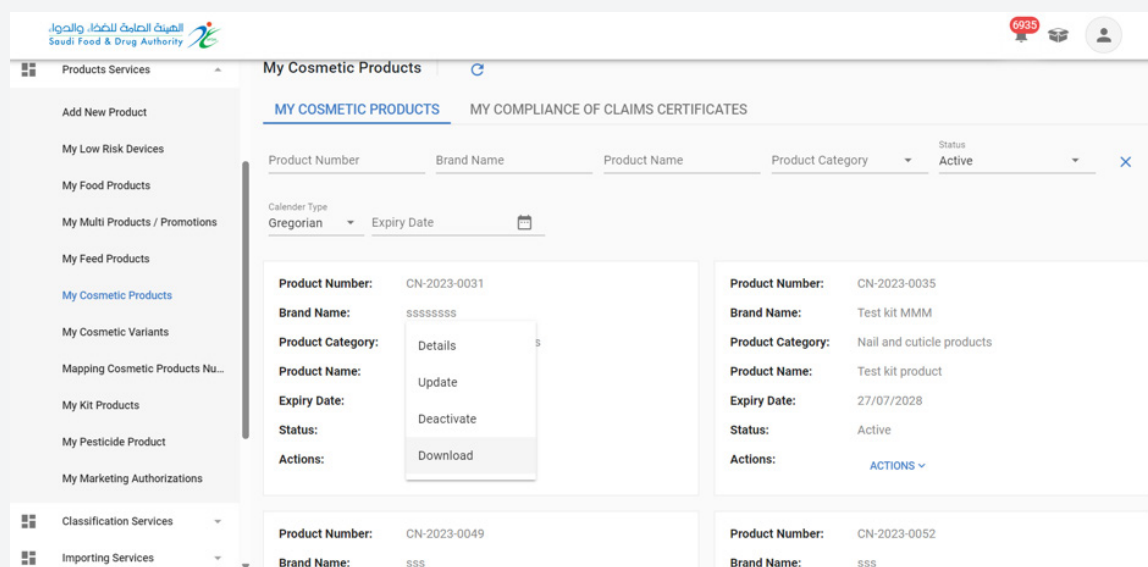 الهيئة العامة للغذاء والدواء
Saudi Food & Drug Authority
6935
Products Services
Add New Product
My Low Risk Devices
My Food Products
My Multi Products / Promotions
My Feed Products
My Cosmetic Products
My Cosmetic Variants
Mapping Cosmetic Products Nu...
My Kit Products
My Pesticide Product
My Marketing Authorizations
Classification Services
Importing Services
My Cosmetic Products
MY COSMETIC PRODUCTS MY COMPLIANCE OF CLAIMS CERTIFICATES
Status
Product Number Brand Name Product Name Product Category Active
Calender Type
Gregorian Expiry Date
Product Number: CN-2023-0031
Brand Name: ssssssss
Product Category: s
Product Name:
Expiry Date:
Status:
Actions:
Details
Update
Deactivate
Download
Product Number: CN-2023-0035
Brand Name: Test kit MMM
Product Category: Nail and cuticle products
Product Name: Test kit product
Expiry Date: 27/07/2028
Status: Active
Actions: ACTIONS
Product Number: CN-2023-0049
Brand Name: sss
Product Number: CN-2023-0052
Brand Name: sss